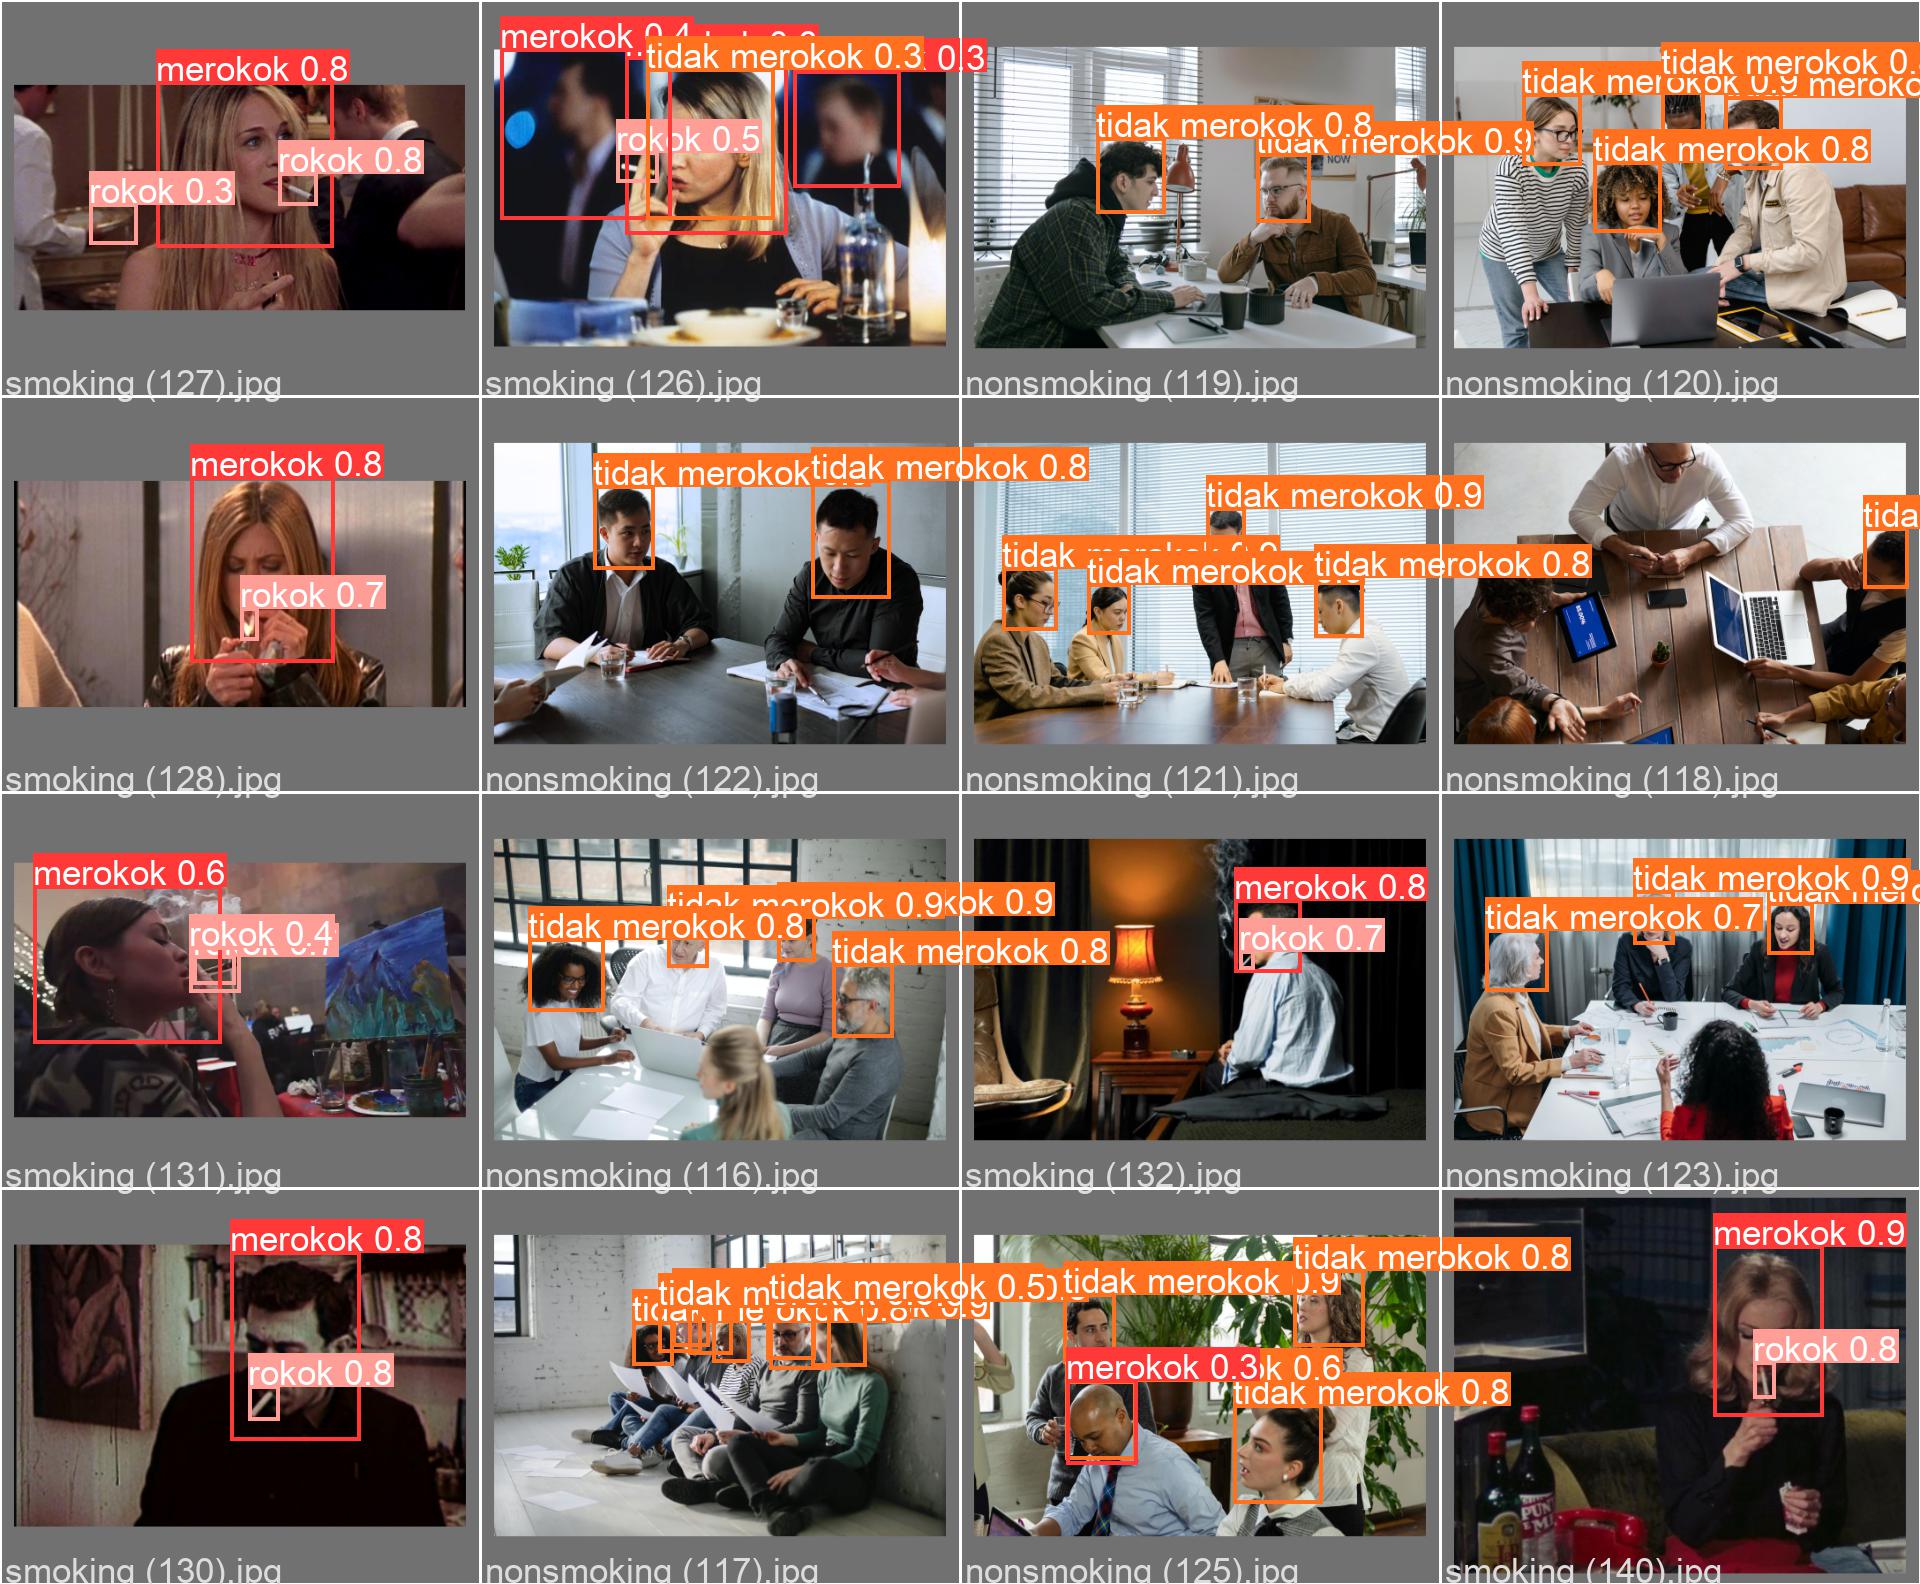 merokok 0.8
rokok 0.8
rokok 0.3
smoking (127).jpg
merokok 0.4
tidak merokok 0.3
0.3
rokok 0.5
smoking (126).jpg
tidak merokok 0.8
tidak merokok 0.9
NOW
nonsmoking (119).jpg
tidak merokok 0.
tidak merokok 0.9
tidak merokok 0.8
nonsmoking (120).jpg
merokok 0.8
rokok 0.7
smoking (128).jpg
tidak merokok
tidak merokok 0.8
nonsmoking (122).jpg
tidak merokok 0.9
tidak merokok 0.9
tidak merokok
tidak merokok 0.8
nonsmoking (121).jpg
tida
nonsmoking (118).jpg
merokok 0.6
rokok 0.4
smoking (131).jpg
tidak merokok 0.9
kok 0.9
tidak merokok 0.8
tidak merokok 0.8
nonsmoking (116).jpg
merokok 0.8
rokok 0.7
smoking (132).jpg
tidak merokok 0.9
tidak merokok 0.7
nonsmoking (123).jpg
merokok 0.8
rokok 0.8
smoking (130).jpg
tidak merokok 0.5
nonsmoking (117).jpg
tidak merokok 0.8
tidak merokok 0.9
merokok 0.3
ok 0.6
tidak merokok 0.8
nonsmoking (125).jpg
merokok 0.9
rokok 0.8
PUNT
smoking (140).jpg